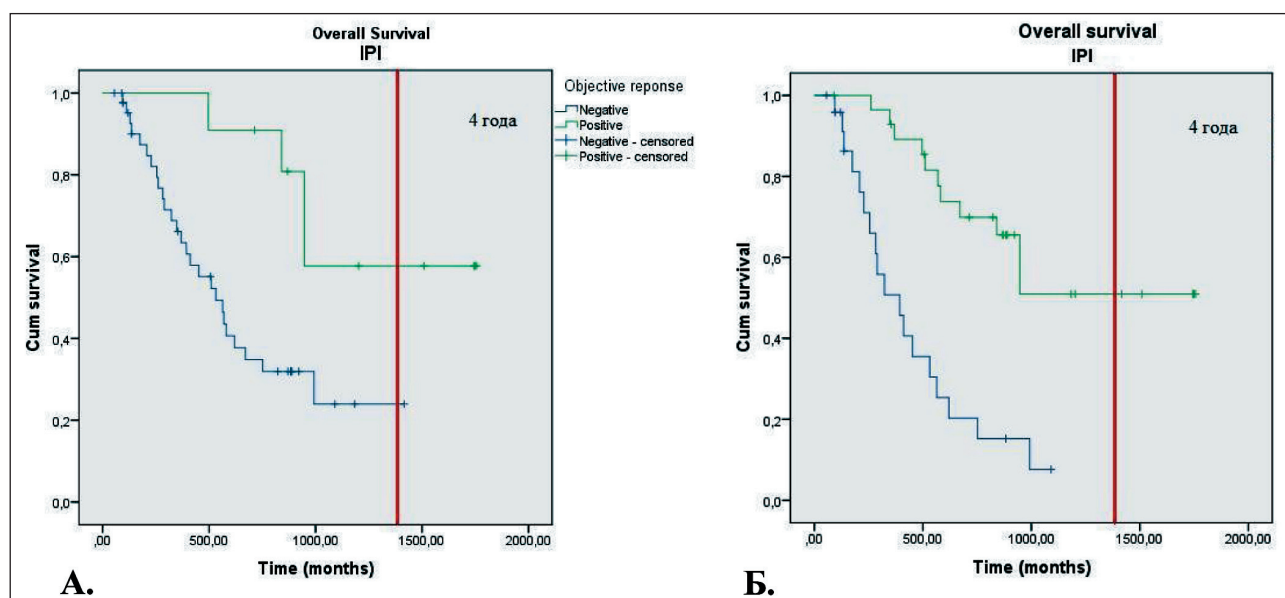 Overall Survival
IPI
Objective reponse
Negative
Positive
Negative - censored
Positive - censored
4 года
Cum survival
1,0
0,8
0,6
0,4
0,2
0,0
,00
500,00
1000,00
1500,00
2000,00
Time (months)
А.
Overall survival
IPI
4 года
Cum survival
1,0
0,8
0,6
0,4
0,2
0,0
,00
500,00
1000,00
1500,00
2000,00
Time (months)
Б.